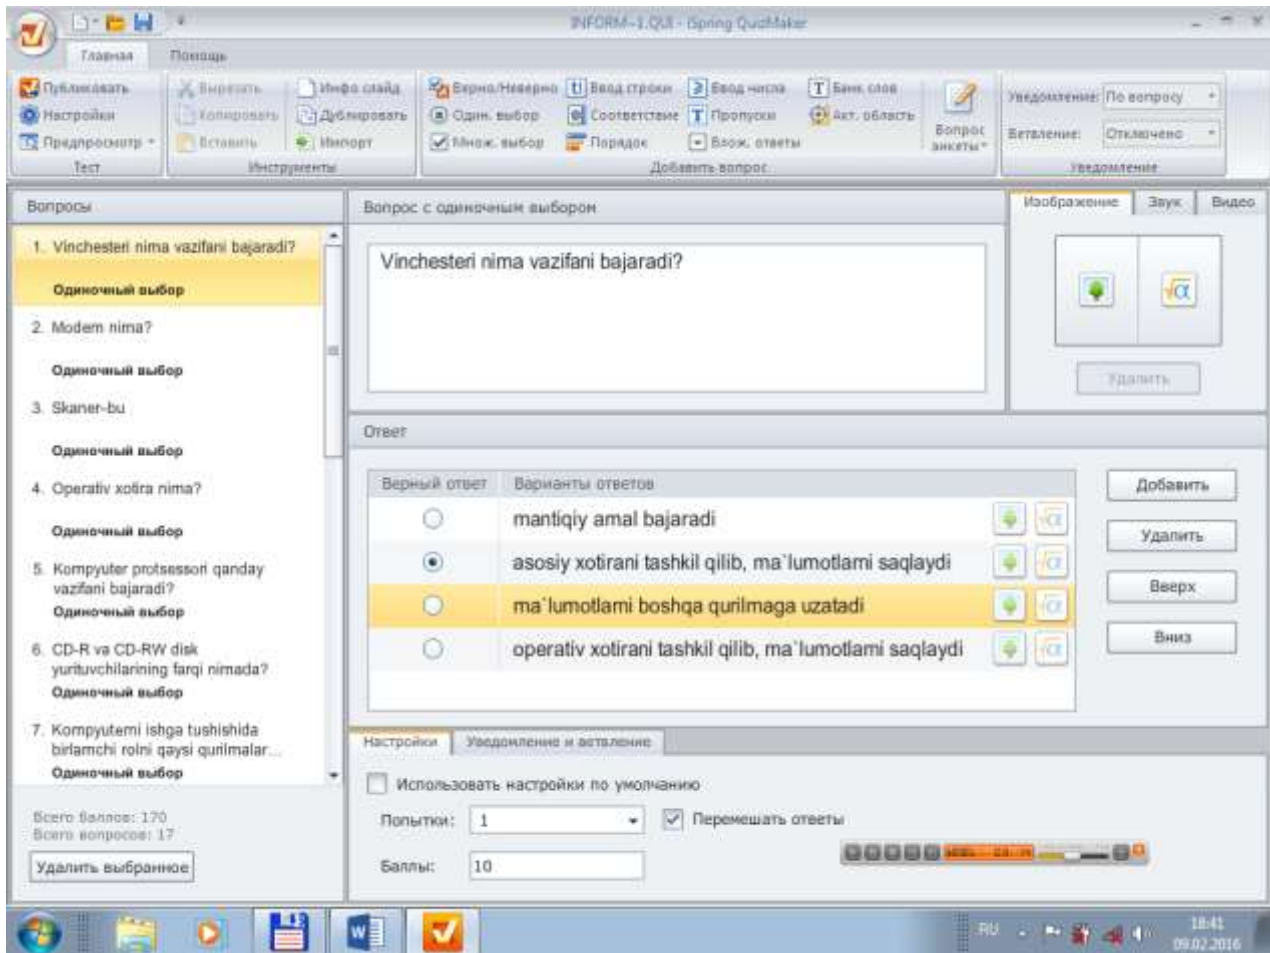 INFORM~1.QUI - iSpring QuizMaker
Главная Помощь
Публиковать
Настройки
Предпросмотр
Тест
Вырезать
Копировать
Вставить
Инфо слайд
Дублировать
Импорт
Инструменты
Верно/Неверно
Один. выбор
Множ. выбор
Ввод строки
Соответствие
Порядок
Ввод числа
Пропуски
Влож. ответы
Банк слов
Акт. область
Добавить вопрос
Вопрос
анкеты
Уведомление: По вопросу
Ветвление: Отключено
Уведомление
Вопросы
1. Vinchesteri nima vazifani bajaradi?
Одиночный выбор
2. Modem nima?
Одиночный выбор
3. Skaner-bu
Одиночный выбор
4. Operativ xotira nima?
Одиночный выбор
5. Kompyuter protsessori qanday
vazifani bajaradi?
Одиночный выбор
6. CD-R va CD-RW disk
yurituvchilarining farqi nimada?
Одиночный выбор
7. Kompyuterni ishga tushishida
birlamchi rolni qaysi qurilmalar...
Одиночный выбор
Всего баллов: 170
Всего вопросов: 17
Удалить выбранное
Вопрос с одиночным выбором
Vinchesteri nima vazifani bajaradi?
Изображение Звук Видео
√α
Удалить
Ответ
Верный ответ Варианты ответов
mantiqiy amal bajaradi
asosiy xotirani tashkil qilib, ma`lumotlarni saqlaydi
ma`lumotlarni boshqa qurilmaga uzatadi
operativ xotirani tashkil qilib, ma`lumotlarni saqlaydi
Добавить
Удалить
Вверх
Вниз
Настройки Уведомление и ветвление
Использовать настройки по умолчанию
Попытки: 1 Перемешать ответы
Баллы: 10
RU
18:41
09.02.2016